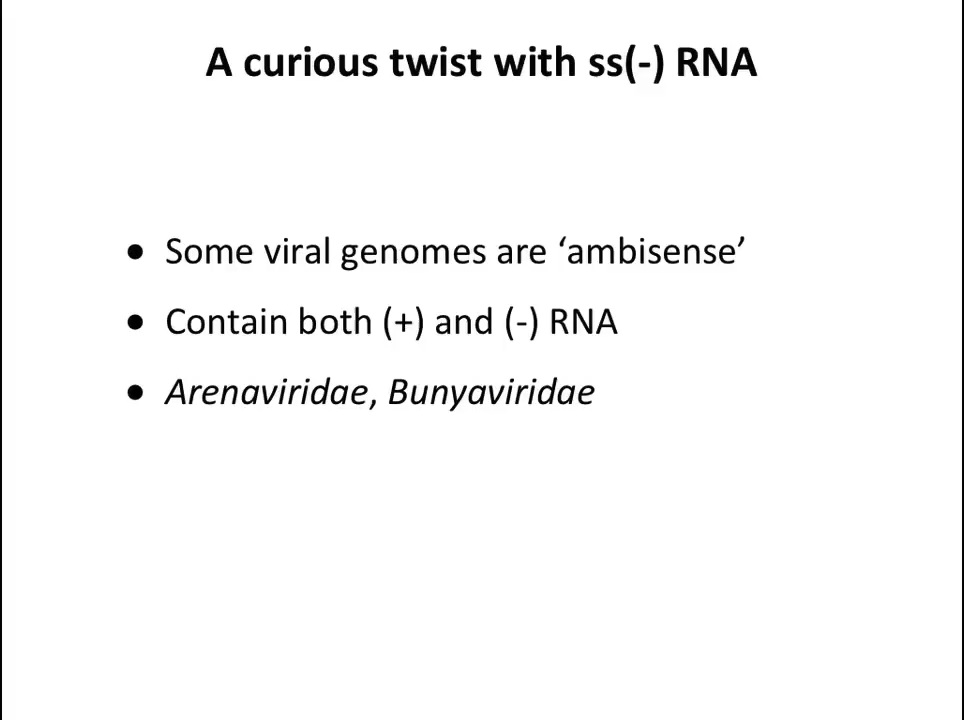 A curious twist with ss(-) RNA
• Some viral genomes are ‘ambisense’
• Contain both (+) and (-) RNA
• Arenaviridae, Bunyaviridae